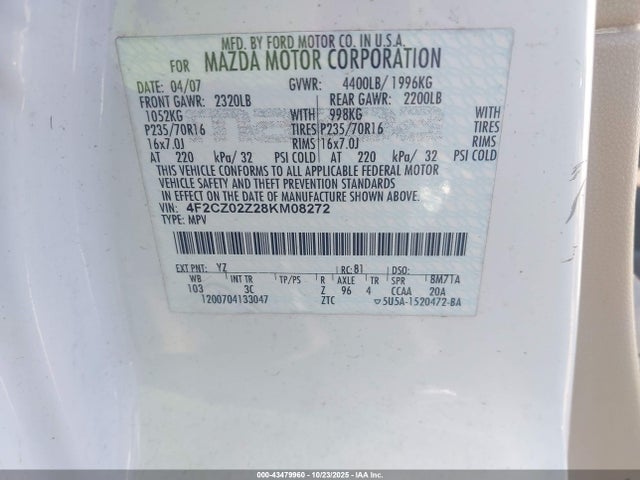 MFD. BY FORD MOTOR CO. IN U.S.A.
FOR MAZDA MOTOR CORPORATION
DATE 04/07 GVWR: 4400LB/ 1996KG
FRONT GAWR: 2320LB REAR GAWR: 2200LB
1052KG WITH 998KG WITH
P235/70R16 TIRES P235/70R16 TIRES
16x7.0J RIMS 16x7.0J RIMS
AT 220 kPa/ 32 PSI COLD AT 220 kPa/ 32 PSI COLD
THIS VEHICLE CONFORMS TO ALL APPLICABLE FEDERAL MOTOR
VEHICLE SAFETY AND THEFT PREVENTION STANDARDS
IN EFFECT ON THE DATE OF MANUFACTURE SHOWN ABOVE.
VIN: 4F2CZ02Z28KM08272
TYPE: MPV
EXT PNT: YZ RC: 81 DSO:
WB INT TR TP/PS R AXLE TR SPR 8M71A
103 3C Z 96 4 CCAA 20A
1200704133047 ZTC 5U5A-1520472-BA
000-43479960 - 10/23/2025 - IAA Inc.